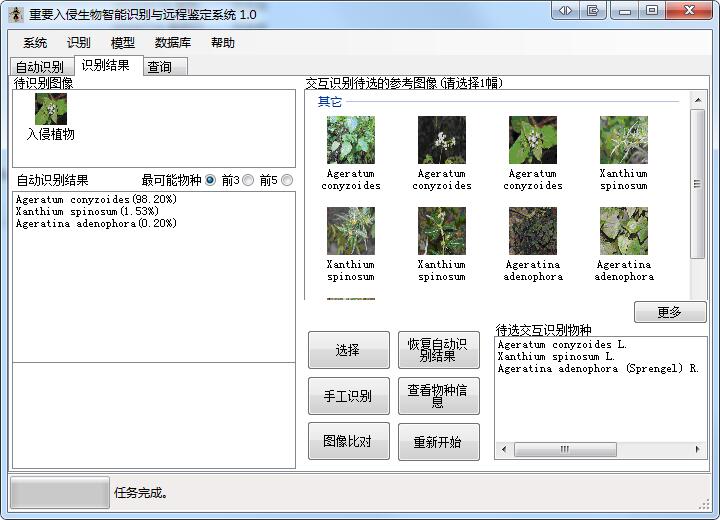 重要入侵生物智能识别与远程鉴定系统 1.0
系统 识别 模型 数据库 帮助
自动识别 识别结果 查询
待识别图像
入侵植物
自动识别结果 最可能物种 前3 前5
Ageratum conyzoides(98.20%)
Xanthium spinosum(1.53%)
Ageratina adenophora(0.20%)
交互识别待选的参考图像(请选择1幅)
其它
Ageratum conyzoides
Ageratum conyzoides
Ageratum conyzoides
Xanthium spinosum
Xanthium spinosum
Xanthium spinosum
Ageratina adenophora
Ageratina adenophora
更多
选择
恢复自动识别结果
手工识别
查看物种信息
图像比对
重新开始
待选交互识别物种
Ageratum conyzoides L.
Xanthium spinosum L.
Ageratina adenophora (Sprengel) R.
任务完成。